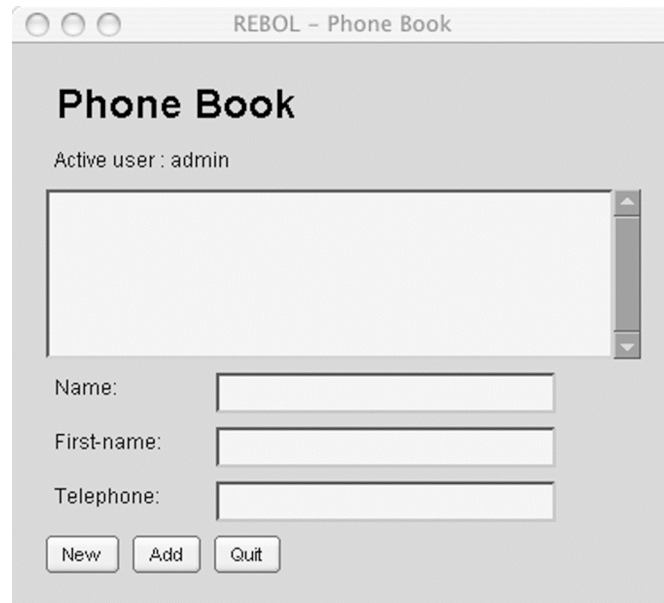 REBOL – Phone Book
Phone Book
Active user : admin
Name:
First-name:
Telephone:
New Add Quit